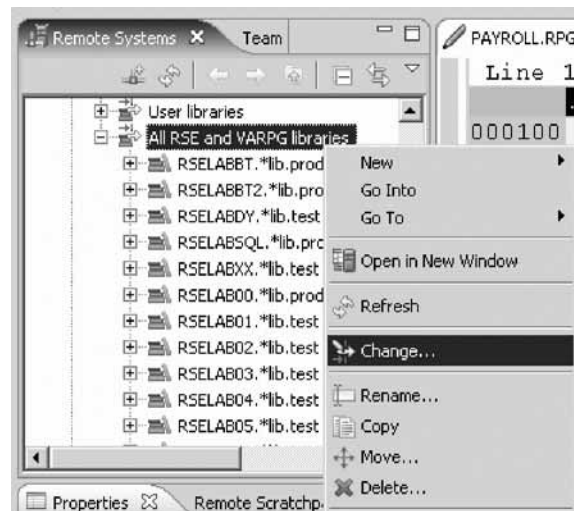 Remote Systems
Team
PAYROLL.RPG
Line 1
User libraries
All RSE and VARPG libraries
000100
RSELABBT.*lib.prod
RSELABBT2.*lib.pro
RSELABDY.*lib.test
RSELABSQL.*lib.prc
RSELABXX.*lib.test
RSELAB00.*lib.prod
RSELAB01.*lib.test
RSELAB02.*lib.test
RSELAB03.*lib.test
RSELAB04.*lib.test
RSELAB05.*lib.test
New
Go Into
Go To
Open in New Window
Refresh
Change...
Rename...
Copy
Move...
Delete...
Properties
Remote Scratchp